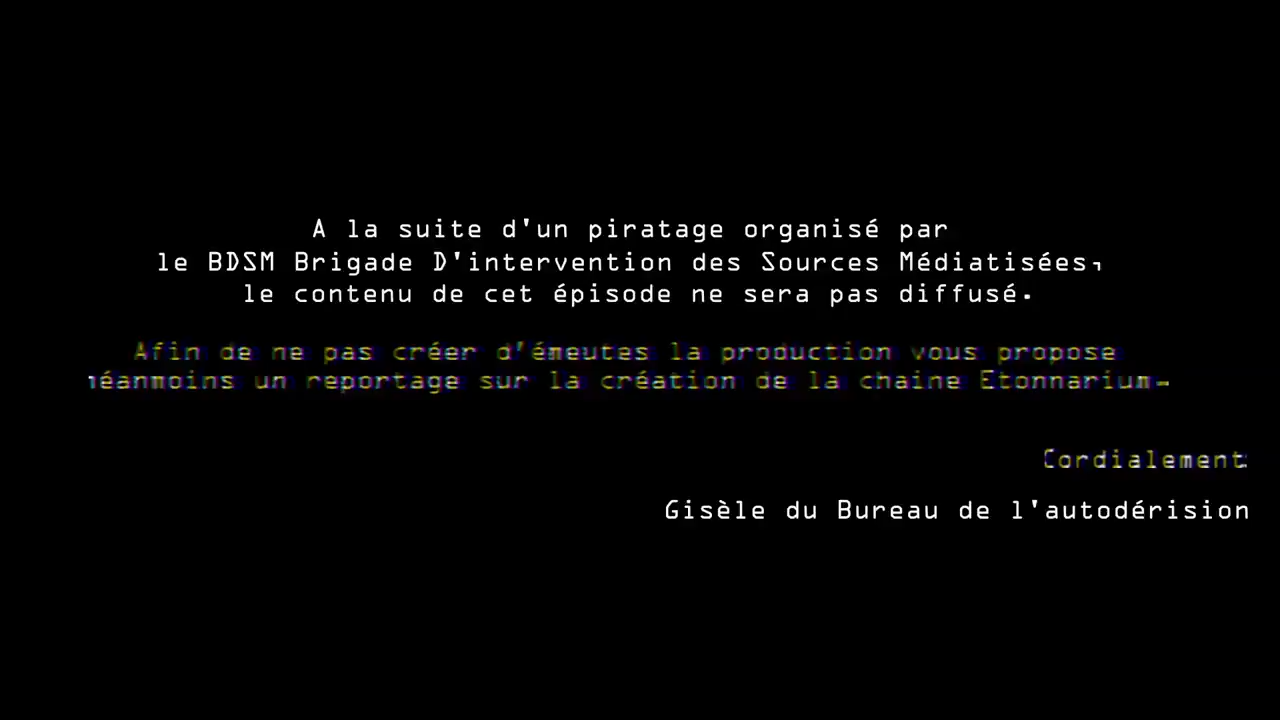 A la suite d'un piratage organisé par
le BDSM Brigade D'intervention des Sources Médiatisées,
le contenu de cet épisode ne sera pas diffusé.
Afin de ne pas créer d'émeutes la production vous propose
néanmoins un reportage sur la création de la chaine Etonnarium.
Cordialement
Gisèle du Bureau de l'autodérision